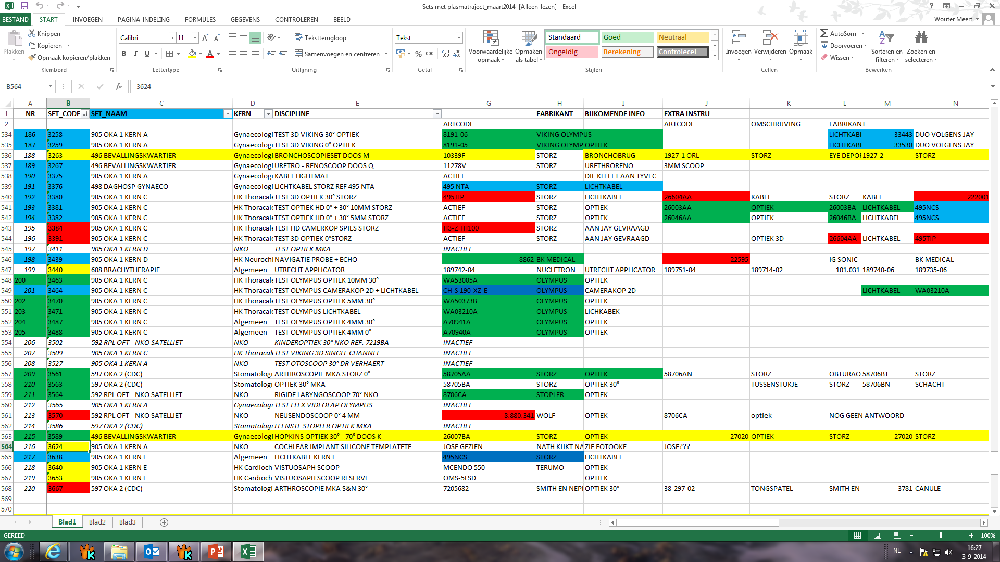 Sets met plasmatraject_maart2014 [Alleen-lezen] - Excel
BESTAND START INVOEGEN PAGINA-INDELING FORMULES GEGEVENS CONTROLEREN BEELD Wouter Meert
Plakken Knippen Kopiëren Opmaak kopiëren/plakken Klembord
Calibri 11 B I U Lettertype
Tekstterugloop Samenvoegen en centreren Uitlijning
Tekst % 000 Getal
Voorwaardelijke opmaak Opmaken als tabel Standaard Goed Neutraal Ongeldig Berekening Controlecel Stijlen
Invoegen Verwijderen Opmaak Cellen
AutoSom Doorvoeren Wissen Sorteren en filteren Zoeken en selecteren Bewerken
B564 fx 3624
A B C D E G H I J K L M N
1 NR SET_CODE SET_NAAM KERN DISCIPLINE FABRIKANT BIJKOMENDE INFO EXTRA INSTRU
2 ARTCODE ARTCODE OMSCHRIJVING FABRIKANT
534 186 3258 905 OKA 1 KERN A Gynaecologi TEST 3D VIKING 30° OPTIEK 8191-06 VIKING OLYMPUS LICHTKABI 33443 DUO VOLGENS JAY
535 187 3259 905 OKA 1 KERN A Gynaecologi TEST 3D VIKING 0° OPTIEK 8191-05 VIKING OLYMP OPTIEK LICHTKABI 33530 DUO VOLGENS JAY
536 188 3263 496 BEVALLINGSKWARTIER Gynaecologi BRONCHOSCOPIESET DOOS M 10339F STORZ BRONCHOBRUG 1927-1 ORL STORZ EYE DEPOI 1927-2 STORZ
537 189 3267 496 BEVALLINGSKWARTIER Gynaecologi URETRO - RENOSCOOP DOOS Q 11278V STORZ URETHRORENO 3MM SCOOP
538 190 3375 905 OKA 1 KERN A Gynaecologi KABEL LIGHTMAT ACTIEF DIE KLEEFT AAN TYVEC
539 191 3376 498 DAGHOSP GYNAECO Gynaecologi LICHTKABEL STORZ REF 495 NTA 495 NTA STORZ LICHTKABEL
540 192 3380 905 OKA 1 KERN C HK Thoracale TEST 3D OPTIEK 30° STORZ 495TIP STORZ LICHTKABEL 26604AA KABEL STORZ KABEL 222001
541 193 3381 905 OKA 1 KERN C HK Thoracale TEST OPTIEK HD 0° + 30° 10MM STORZ ACTIEF STORZ OPTIEK 26003AA OPTIEK 26003BA LICHTKABEL 495NCS
542 194 3382 905 OKA 1 KERN C HK Thoracale TEST OPTIEK HD 0° + 30° 5MM STORZ ACTIEF STORZ OPTIEK 26046AA OPTIEK 26046BA LICHTKABEL 495NCS
543 195 3384 905 OKA 1 KERN C HK Thoracale TEST HD CAMERKOP SPIES STORZ H3-Z TH100 STORZ AAN JAY GEVRAAGD
544 196 3391 905 OKA 1 KERN C HK Thoracale TEST 3D OPTIEK 0°STORZ ACTIEF STORZ AAN JAY GEVRAAGD OPTIEK 3D 26604AA LICHTKABEL 495TIP
545 197 3411 905 OKA 1 KERN D NKO TEST OPTIEK MKA INACTIEF
546 198 3439 905 OKA 1 KERN D HK Neurochi NAVIGATIE PROBE + ECHO 8862 BK MEDICAL 22595 IG SONIC BK MEDICAL
547 199 3440 608 BRACHYTHERAPIE Algemeen UTRECHT APPLICATOR 189742-04 NUCLETRON UTRECHT APPLICATOR 189751-04 189714-02 101.031 189740-06 189735-06
548 200 3463 905 OKA 1 KERN C HK Thoracale TEST OLYMPUS OPTIEK 10MM 30° WA53005A OLYMPUS OPTIEK
549 201 3464 905 OKA 1 KERN C HK Thoracale TEST OLYMPUS CAMERAKOP 2D + LICHTKABEL CH-S 190-XZ-E OLYMPUS CAMERAKOP 2D LICHTKABEL WA03210A
550 202 3470 905 OKA 1 KERN C HK Thoracale TEST OLYMPUS OPTIEK 5MM 30° WA50373B OLYMPUS OPTIEK
551 203 3471 905 OKA 1 KERN C HK Thoracale TEST OLYMPUS LICHTKABEL WA03210A OLYMPUS LICHKABEK
552 204 3487 905 OKA 1 KERN C Algemeen TEST OLYMPUS OPTIEK 4MM 30° A70941A OLYMPUS OPTIEK
553 205 3488 905 OKA 1 KERN C Algemeen TEST OLYMPUS OPTIEK 4MM 0° A70940A OLYMPUS OPTIEK
554 206 3502 592 RPL OFT - NKO SATELLIET NKO KINDEROPTIEK 30° NKO REF. 7219BA INACTIEF
555 207 3509 905 OKA 1 KERN C HK Thoracale TEST VIKING 3D SINGLE CHANNEL INACTIEF
556 208 3527 905 OKA 1 KERN A NKO TEST OTOSCOOP 30° DR VERHAERT INACTIEF
557 209 3561 597 OKA 2 (CDC) Stomatologi ARTHROSCOPIE MKA STORZ 0° 58705AA STORZ OPTIEK 58706AN STORZ OBTURAO 58706BT STORZ
558 210 3563 597 OKA 2 (CDC) Stomatologi OPTIEK 30° MKA 58705BA STORZ OPTIEK 30° TUSSENSTUKJE STORZ 58706BN SCHACHT
559 211 3564 592 RPL OFT - NKO SATELLIET NKO RIGIDE LARYNGOSCOOP 70° NKO 8706CA STOPLER OPTIEK
560 212 3565 905 OKA 1 KERN A Gynaecologi TEST FLEX VIDEOLAP OLYMPUS INACTIEF
561 213 3570 592 RPL OFT - NKO SATELLIET NKO NEUSENDOSCOOP 0° 4 MM 8.880.341 WOLF OPTIEK 8706CA optiek NOG GEEN ANTWOORD
562 214 3586 597 OKA 2 (CDC) Stomatologi LEENSTE STOPLER OPTIEK MKA INACTIEF
563 215 3589 496 BEVALLINGSKWARTIER Gynaecologi HOPKINS OPTIEK 30° - 70° DOOS K 26007BA STORZ OPTIEK 27020 OPTIEK STORZ 27020 STORZ
564 216 3624 905 OKA 1 KERN A NKO COCHLEAR IMPLANT SILICONE TEMPLATETE JOSE GEZIEN NATH KIJKT NA ZIE FOTOOKE JOSE???
565 217 3638 905 OKA 1 KERN E Algemeen LICHTKABEL KERN E 495NCS STORZ LICHTKABEL
566 218 3640 905 OKA 1 KERN E HK Cardioch VISTUOSAPH SCOOP MCENDO 550 TERUMO OPTIEK
567 219 3653 905 OKA 1 KERN E HK Cardioch VISTUOSAPH SCOOP RESERVE OMS-5LSD OPTIEK
568 220 3667 597 OKA 2 (CDC) Stomatologi ARTHROSCOPIE MKA S&N 30° 7205682 SMITH EN NEPI OPTIEK 30° 38-297-02 TONGSPATEL SMITH EN 3781 CANULE
569
570
Blad1 Blad2 Blad3
GEREED 100%
NL 16:27
3-9-2014